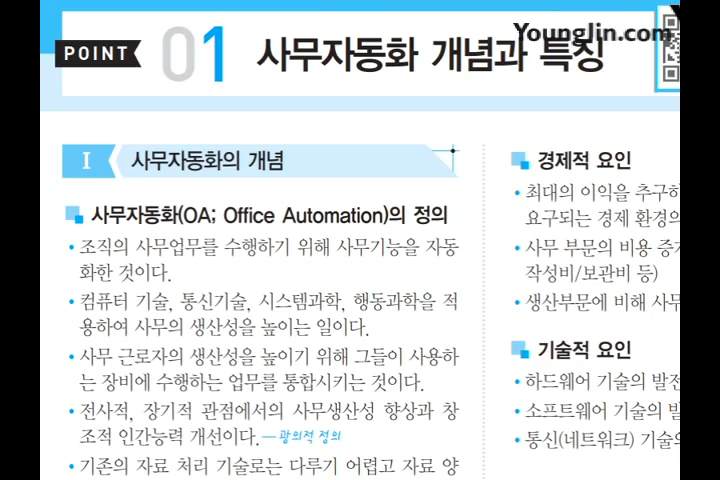 Younglin.com
POINT 01 사무자동화 개념과 특징
I 사무자동화의 개념
사무자동화(OA; Office Automation)의 정의
• 조직의 사무업무를 수행하기 위해 사무기능을 자동
화한 것이다.
• 컴퓨터 기술, 통신기술, 시스템과학, 행동과학을 적
용하여 사무의 생산성을 높이는 일이다.
• 사무 근로자의 생산성을 높이기 위해 그들이 사용하
는 장비에 수행하는 업무를 통합시키는 것이다.
• 전사적, 장기적 관점에서의 사무생산성 향상과 창
조적 인간능력 개선이다. — 광의적 정의
• 기존의 자료 처리 기술로는 다루기 어렵고 자료 양
경제적 요인
• 최대의 이익을 추구하
요구되는 경제 환경의
• 사무 부문의 비용 증가
작성비/보관비 등)
• 생산부문에 비해 사무
기술적 요인
• 하드웨어 기술의 발전
• 소프트웨어 기술의
• 통신(네트워크) 기술의